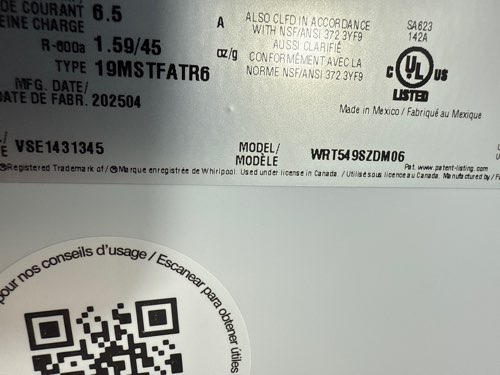 DE COURANT 6.5 A
EINE CHARGE
R-600a 1.59/45 oz/g
TYPE 19MSTFATR6
MFG. DATE/
DATE DE FABR. 202504
ALSO CLFD IN ACCORDANCE
WITH NSF/ANSI 372 3YF9
AUSSI CLARIFIÉ
CONFORMÉMENT AVEC LA
NORME NSF/ANSI 372 3YF9
SA623
142A
C UL US
LISTED
Made in Mexico / Fabriqué au Mexique
VSE1431345
MODEL/
MODÈLE
WRT549SZDM06
Pat. www.patent-listing.com
®Registered Trademark of / ®Marque enregistrée de Whirlpool. Used under license in Canada. / Utilisé sous licence au Canada. Manufactured by / Fa
pour nos conseils d'usage / Escanear para obtener útiles